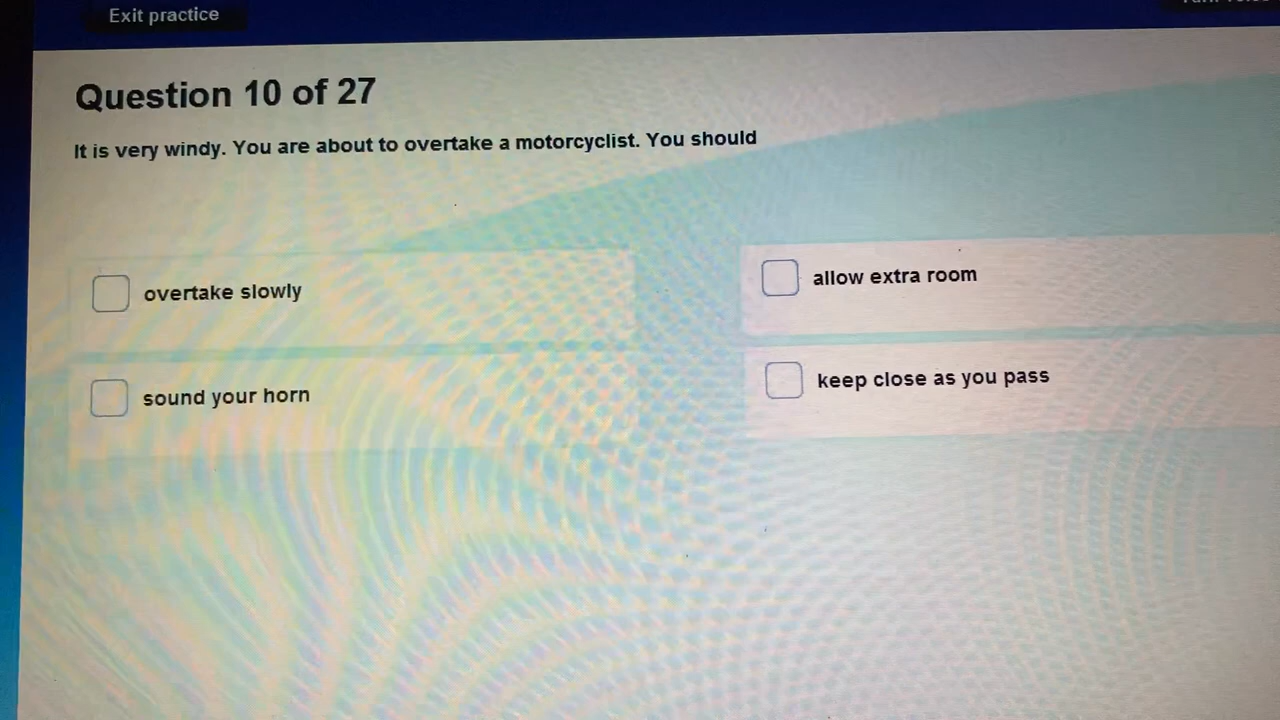 Exit practice
Question 10 of 27
It is very windy. You are about to overtake a motorcyclist. You should
overtake slowly
allow extra room
sound your horn
keep close as you pass